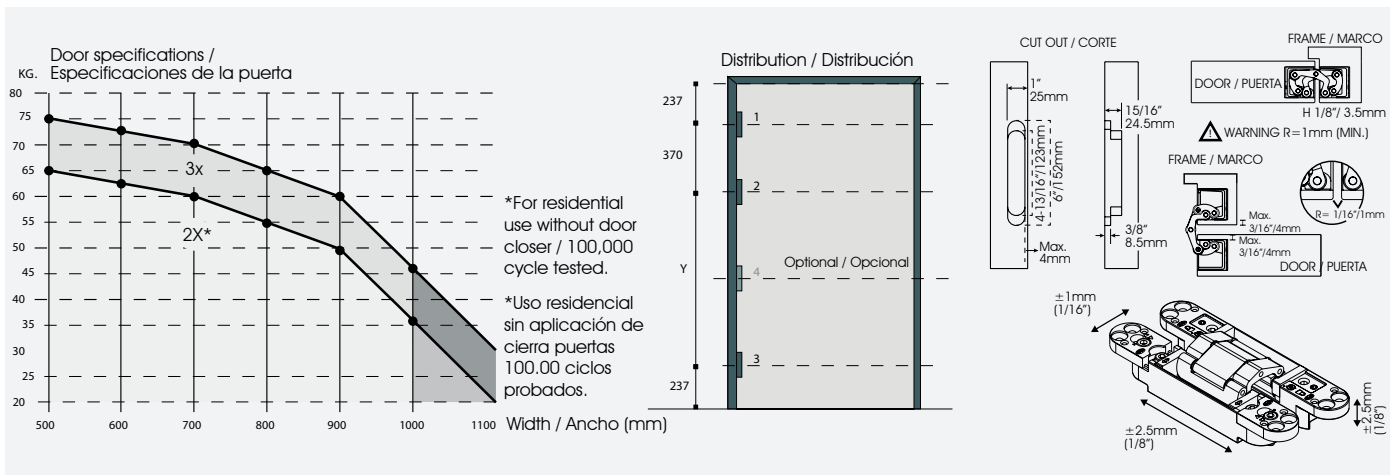 Door specifications /
Especificaciones de la puerta
KG.
80
75
70
65
60
55
50
45
40
35
30
25
20
3x
2X*
500
600
700
800
900
1000
1100
Width / Ancho (mm)
*For residential
use without door
closer / 100,000
cycle tested.
*Uso residencial
sin aplicación de
cierra puertas
100.00 ciclos
probados.
Distribution / Distribución
237
370
Y
237
1
2
4
3
Optional / Opcional
CUT OUT / CORTE
1"
25mm
4-13/16"/123mm
6"/152mm
Max.
4mm
15/16"
24.5mm
3/8"
8.5mm
FRAME / MARCO
DOOR / PUERTA
H 1/8"/ 3.5mm
WARNING R=1mm (MIN.)
FRAME / MARCO
Max.
3/16"/4mm
Max.
3/16"/4mm
DOOR / PUERTA
R= 1/16"/1mm
±1mm
(1/16")
±2.5mm
(1/8")
±2.5mm
(1/8")